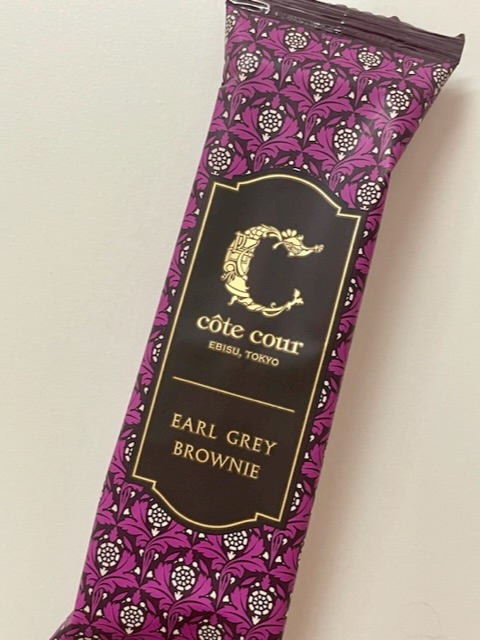 C
côte cour
EBISU, TOKYO
EARL GREY
BROWNIE